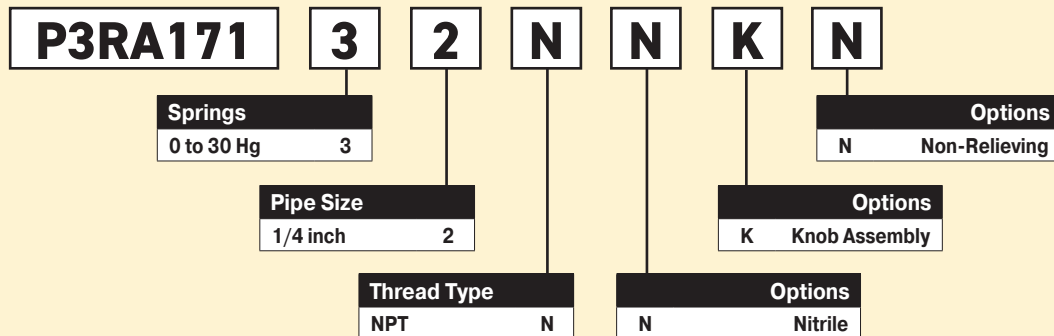 P3RA171 3 2 N N K N
Springs
0 to 30 Hg 3
Options
N Non-Relieving
Pipe Size
1/4 inch 2
Options
K Knob Assembly
Thread Type
NPT N
Options
N Nitrile